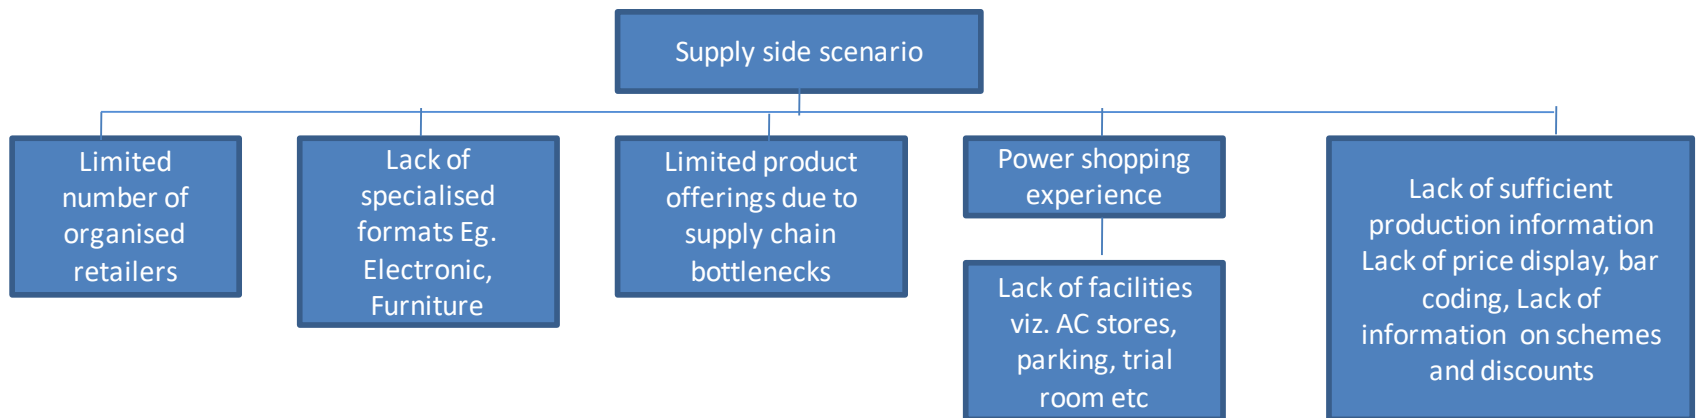 Supply side scenario
Limited
number of
organised
retailers
Lack of
specialised
formats Eg.
Electronic,
Furniture
Limited product
offerings due to
supply chain
bottlenecks
Power shopping
experience
Lack of facilities
viz. AC stores,
parking, trial
room etc
Lack of sufficient
production information
Lack of price display, bar
coding, Lack of
information on schemes
and discounts